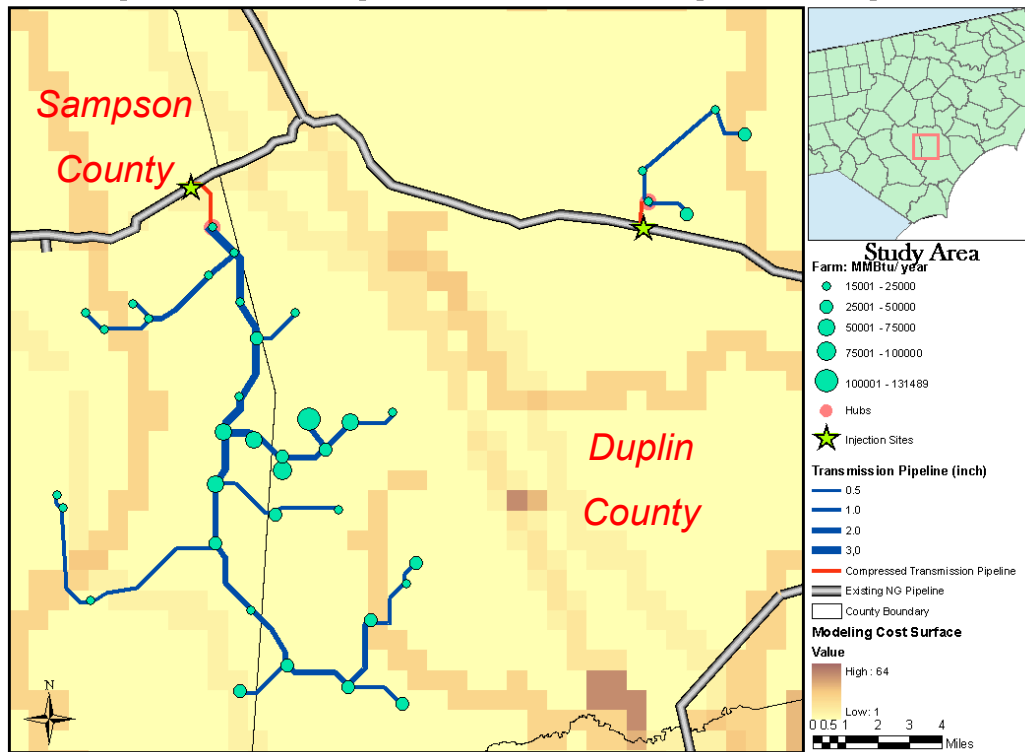 Sampson
County
Duplin
County
N
Study Area
Farm: MMBtu/year
15001 - 25000
25001 - 50000
50001 - 75000
75001 - 100000
100001 - 131489
Hubs
Injection Sites
Transmission Pipeline (inch)
0.5
1.0
2.0
3,0
Compressed Transmission Pipeline
Existing NG Pipeline
County Boundary
Modeling Cost Surface
Value
High : 64
Low: 1
0 0.5 1 2 3 4
Miles